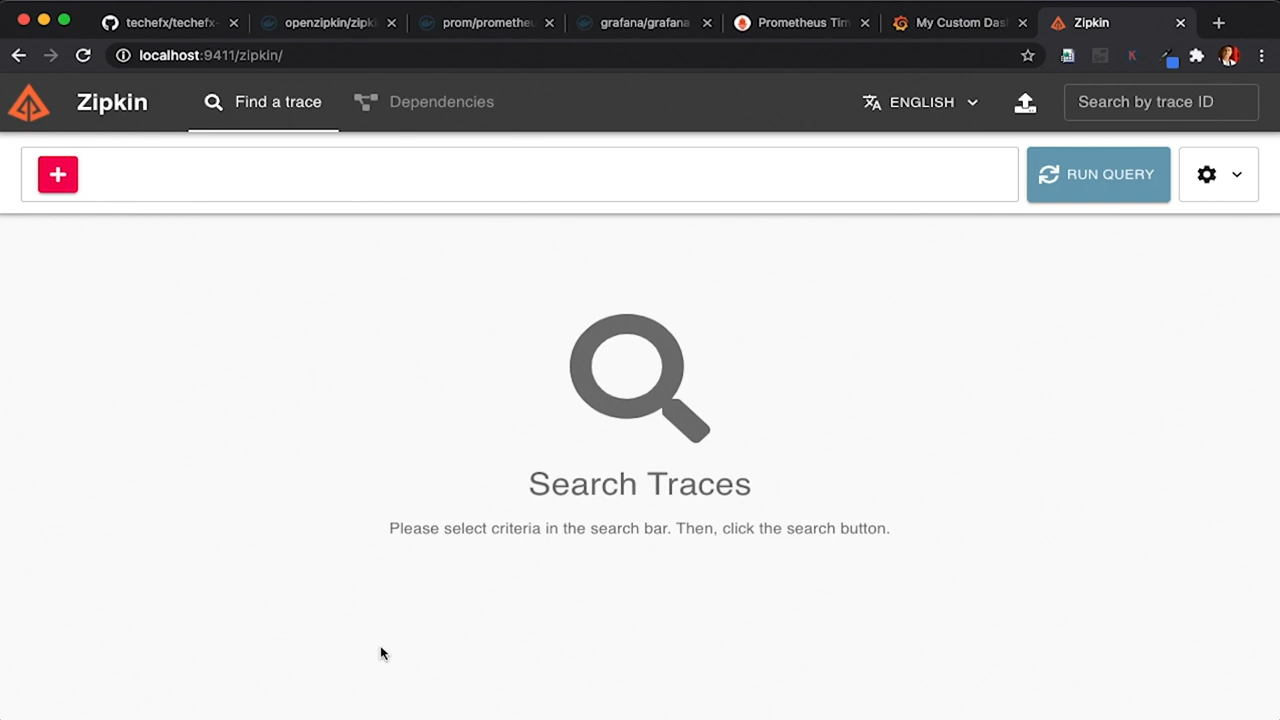 techefx/techefx-
openzipkin/zipki
prom/prometheu
grafana/grafana
Prometheus Tim
My Custom Das
Zipkin
localhost:9411/zipkin/
Zipkin
Find a trace
Dependencies
ENGLISH
Search by trace ID
RUN QUERY
Search Traces
Please select criteria in the search bar. Then, click the search button.